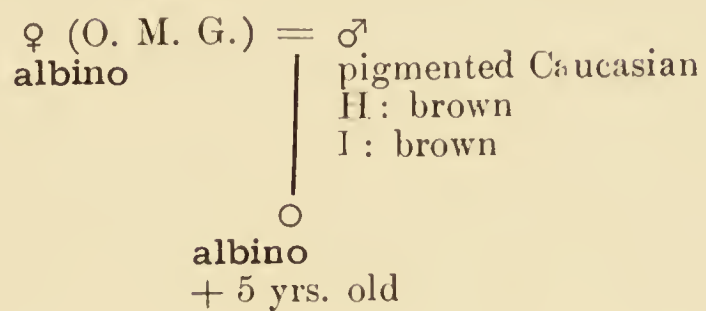 ♀ (O. M. G.) = ♂
albino
pigmented Caucasian
H: brown
I : brown
○
albino
+ 5 yrs. old